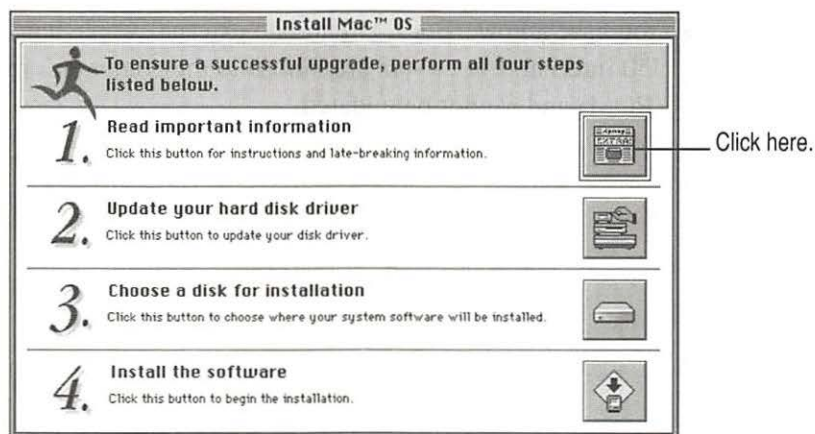 Install Mac™ OS
To ensure a successful upgrade, perform all four steps
listed below.
1. Read important information
Click this button for instructions and late-breaking information.
EXTRA
Click here.
2. Update your hard disk driver
Click this button to update your disk driver.
3. Choose a disk for installation
Click this button to choose where your system software will be installed.
4. Install the software
Click this button to begin the installation.